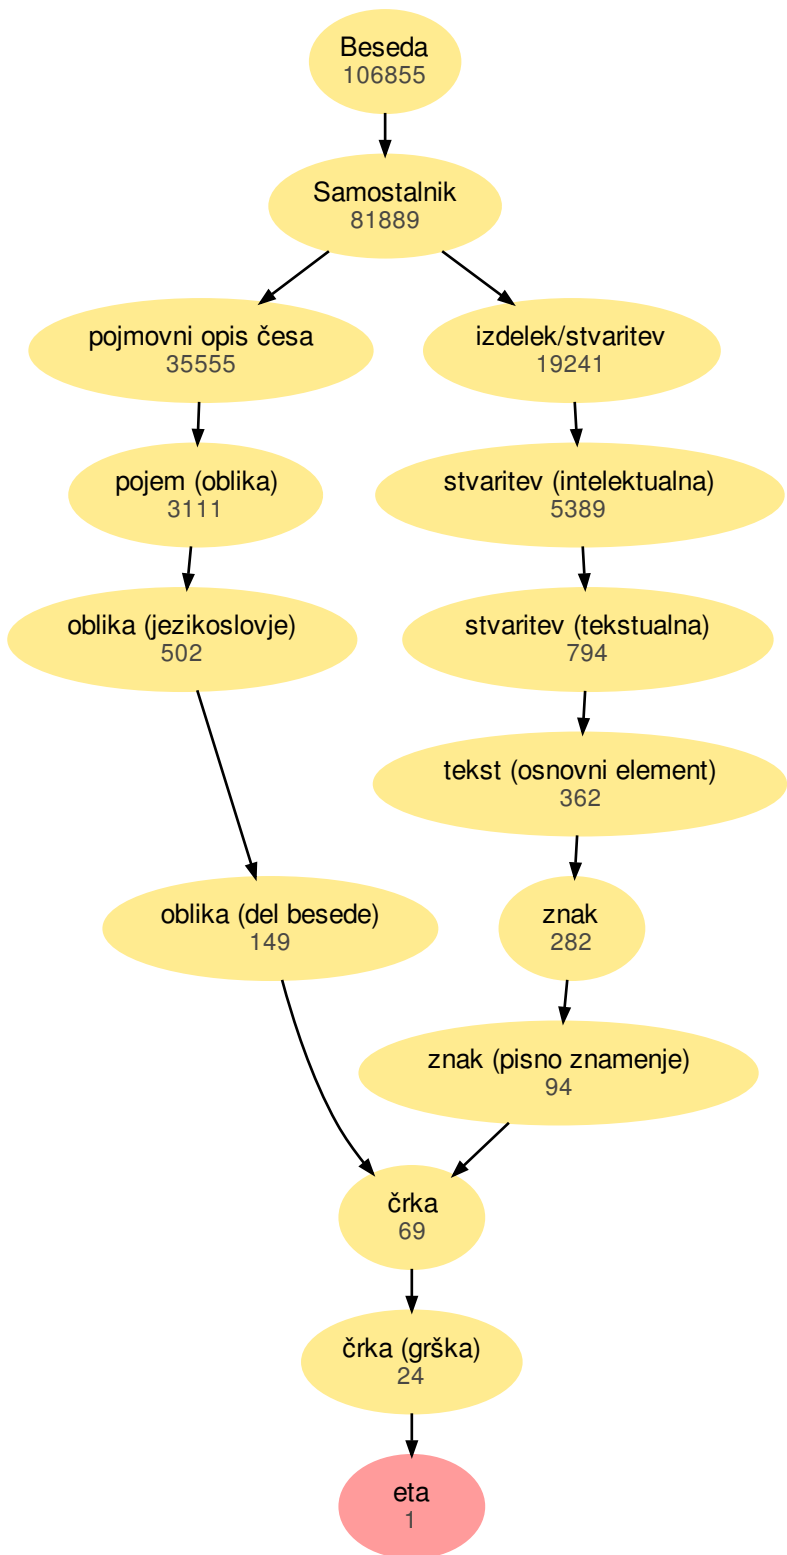 Beseda
106855
Samostalnik
81889
pojmovni opis česa
35555
izdelek/stvaritev
19241
pojem (oblika)
3111
stvaritev (intelektualna)
5389
oblika (jezikoslovje)
502
stvaritev (tekstualna)
794
tekst (osnovni element)
362
oblika (del besede)
149
znak
282
znak (pisno znamenje)
94
črka
69
črka (grška)
24
eta
1